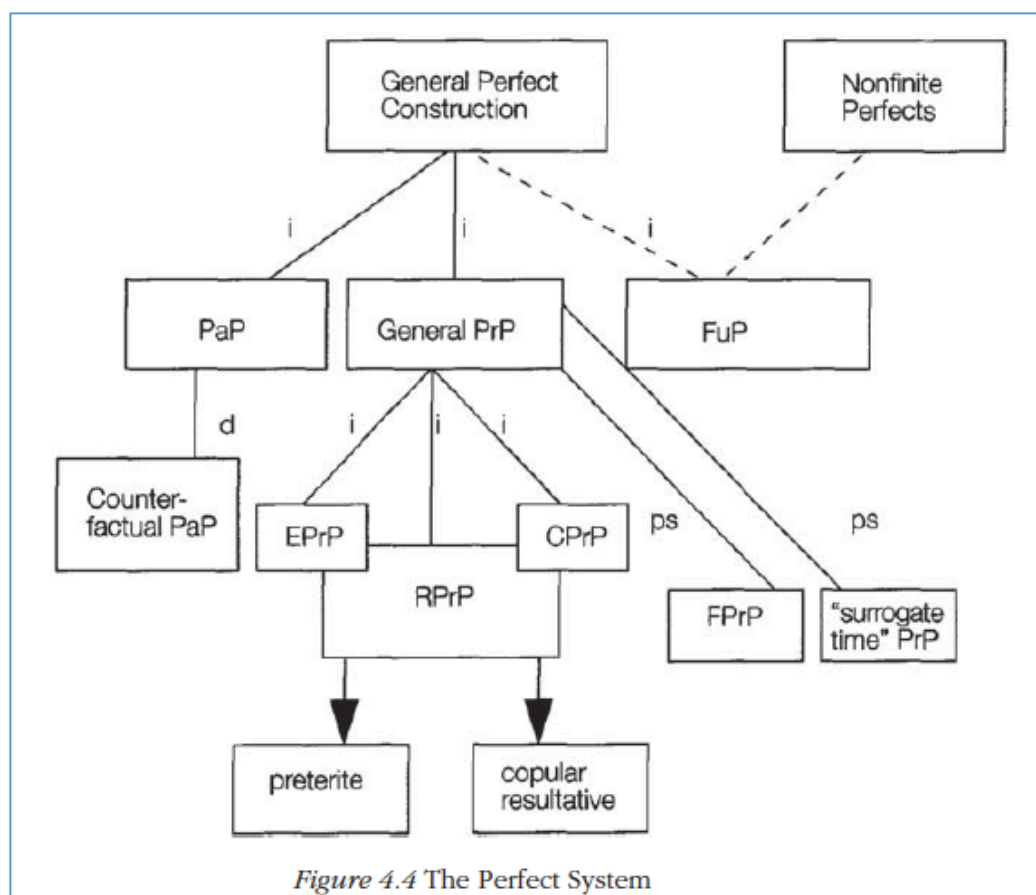 General Perfect
Construction
Nonfinite
Perfects
i
i
i
PaP
General PrP
FuP
d
i
i
i
Counter-
factual PaP
EPrP
CPrP
ps
ps
RPrP
FPrP
“surrogate
time” PrP
preterite
copular
resultative
Figure 4.4 The Perfect System